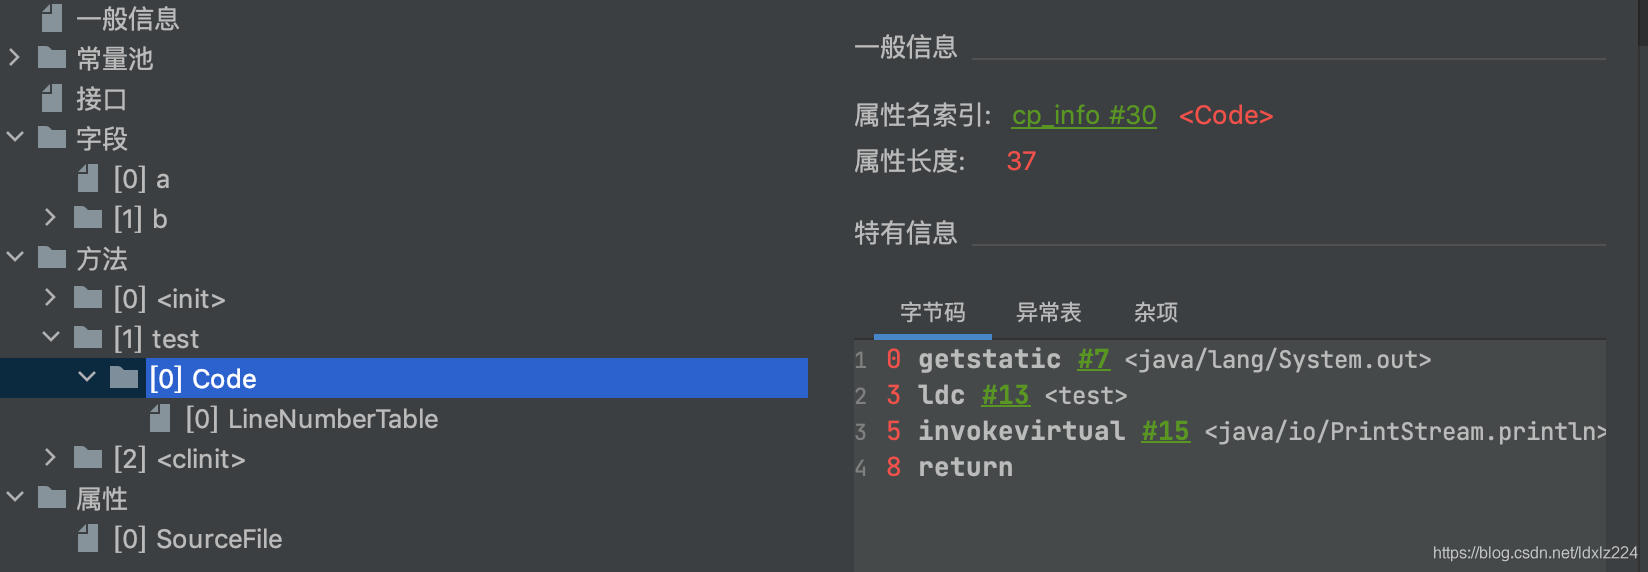 一般信息
常量池
接口
字段
[0] a
[1] b
方法
[0] <init>
[1] test
[0] Code
[0] LineNumberTable
[2] <clinit>
属性
[0] SourceFile
一般信息
属性名索引: cp_info #30 <Code>
属性长度: 37
特有信息
字节码 异常表 杂项
1 0 getstatic #7 <java/lang/System.out>
2 3 ldc #13 <test>
3 5 invokevirtual #15 <java/io/PrintStream.println>
4 8 return
https://blog.csdn.net/ldxlz224